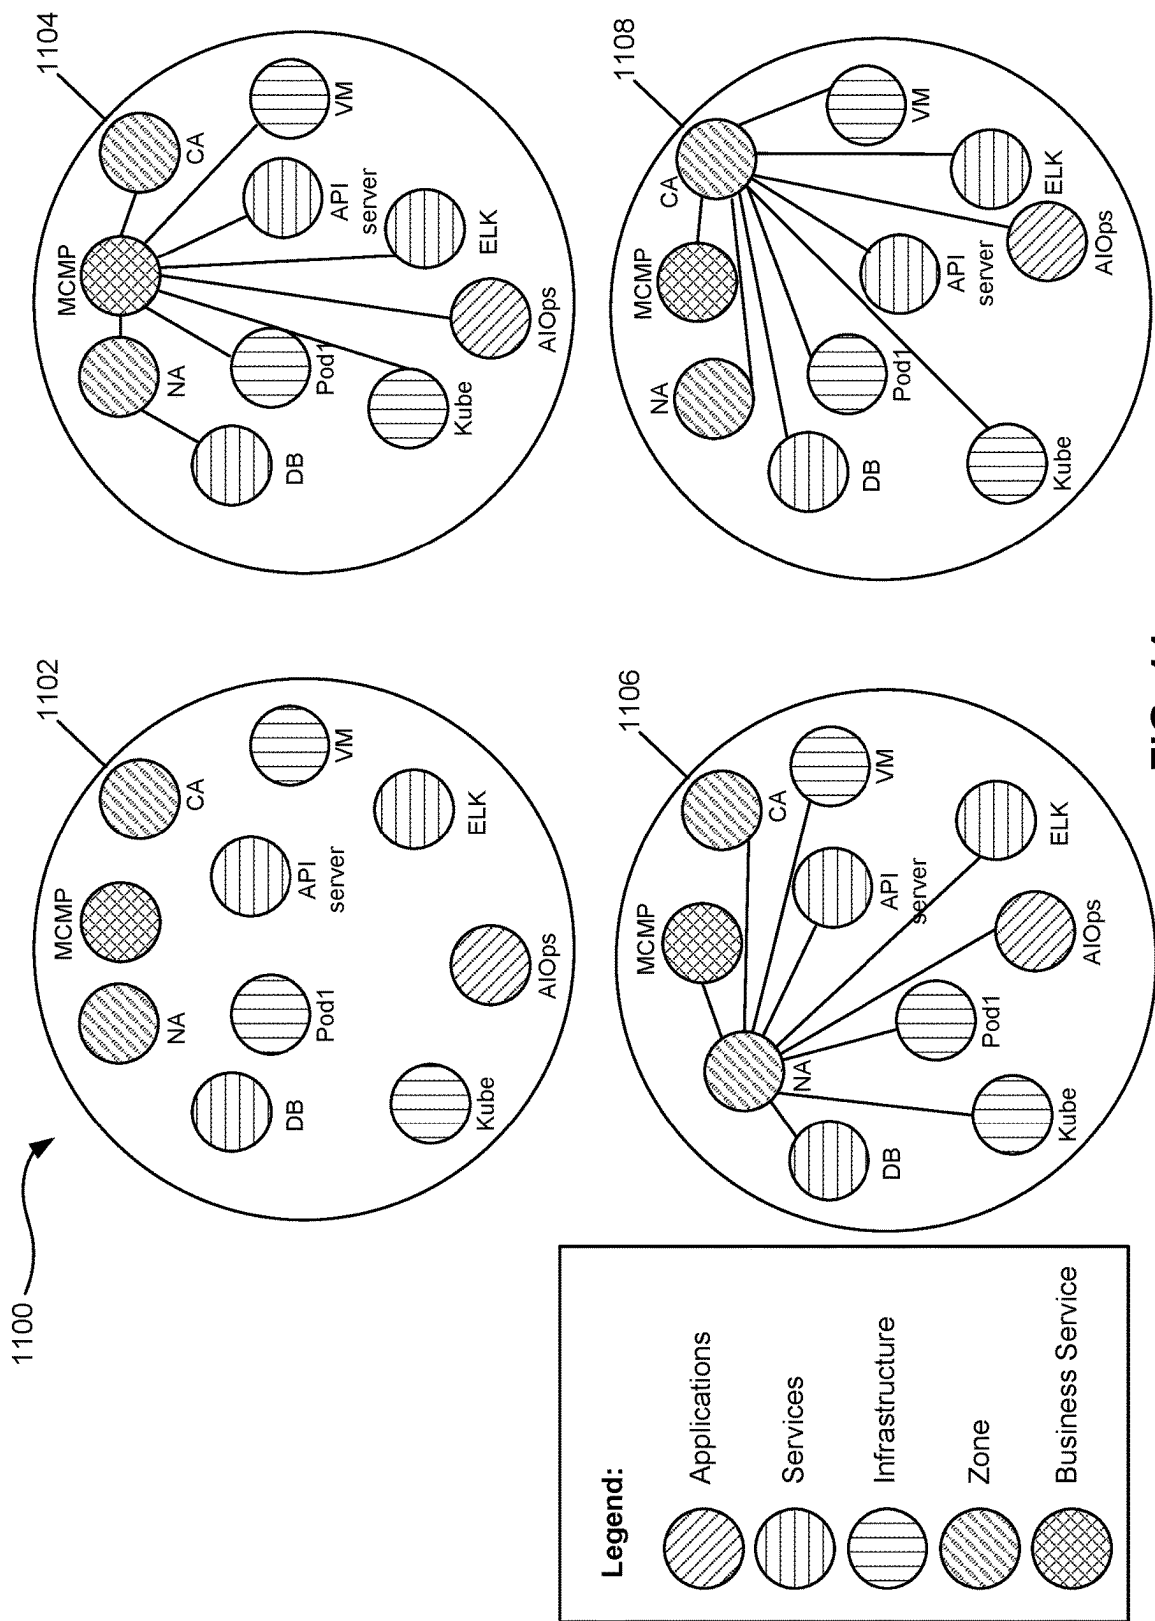 1100
1102
MCMP
NA
CA
DB
Pod1
API
server
VM
Kube
ELK
AIOps
1104
MCMP
NA
CA
DB
Pod1
API
server
VM
Kube
ELK
AIOps
Legend:
Applications
Services
Infrastructure
Zone
Business Service
1106
MCMP
CA
NA
DB
API
server
VM
Pod1
Kube
ELK
AIOps
1108
MCMP
CA
NA
DB
Pod1
API
server
VM
Kube
ELK
AIOps